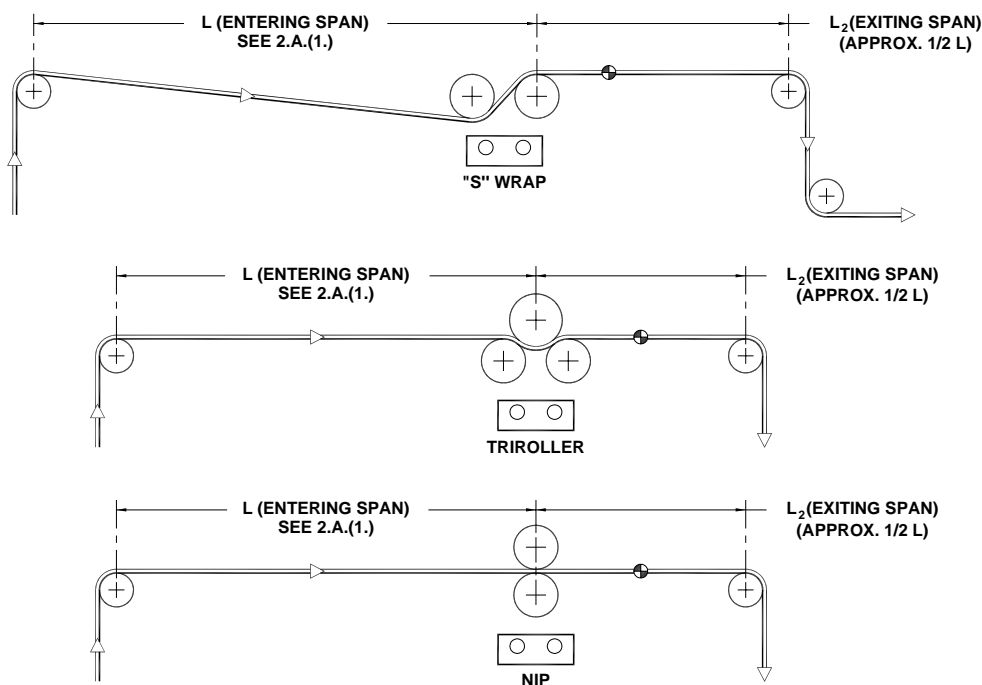 L (ENTERING SPAN)
SEE 2.A.(1.)
L2(EXITING SPAN)
(APPROX. 1/2 L)
"S" WRAP
L (ENTERING SPAN)
SEE 2.A.(1.)
L2(EXITING SPAN)
(APPROX. 1/2 L)
TRIROLLER
L (ENTERING SPAN)
SEE 2.A.(1.)
L2(EXITING SPAN)
(APPROX. 1/2 L)
NIP